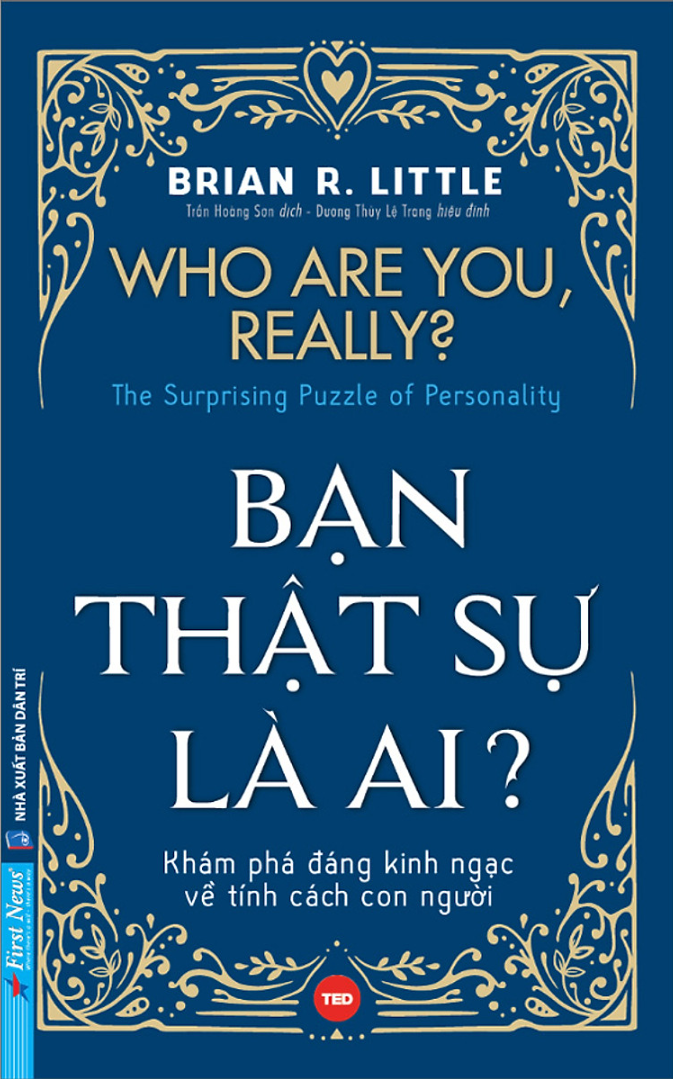 BRIAN R. LITTLE
Trần Hoàng Sơn dịch - Dương Thùy Lệ Trang hiệu đính
WHO ARE YOU,
REALLY?
The Surprising Puzzle of Personality
BẠN
THẬT SỰ
LÀ AI?
Khám phá đáng kinh ngạc
về tính cách con người
TED
NHÀ XUẤT BẢN DÂN TRÍ
First News®